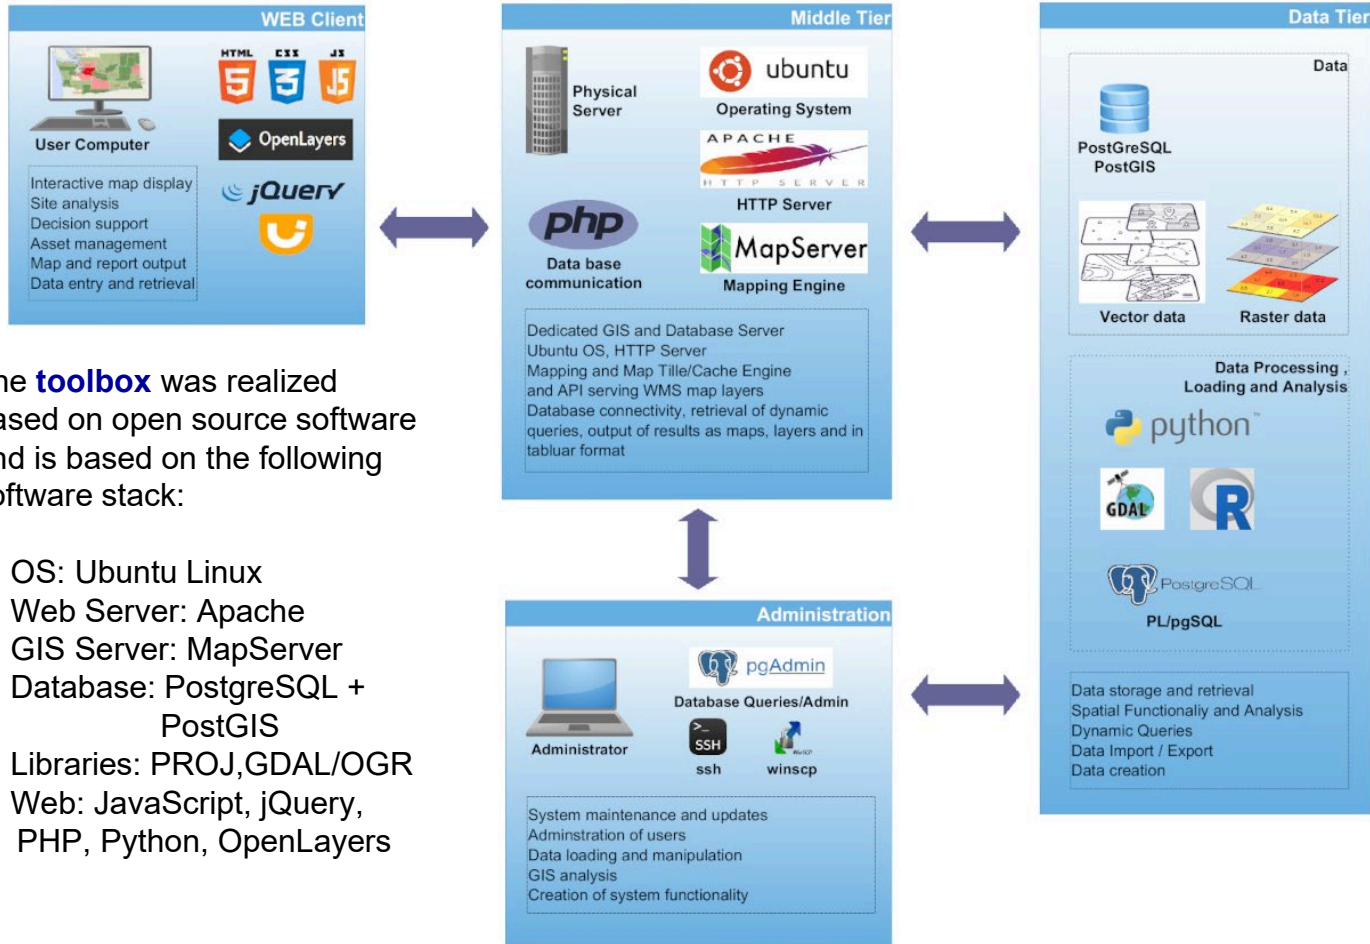 WEB Client
HTML CSS JS
5 3 JS
OpenLayers
User Computer
jQuery
Interactive map display
Site analysis
Decision support
Asset management
Map and report output
Data entry and retrieval
Middle Tier
Physical
Server
ubuntu
Operating System
APACHE
HTTP SERVER
HTTP Server
php
Data base
communication
MapServer
Mapping Engine
Dedicated GIS and Database Server
Ubuntu OS, HTTP Server
Mapping and Map Tille/Cache Engine
and API serving WMS map layers
Database connectivity, retrieval of dynamic
queries, output of results as maps, layers and in
tabluar format
Data Tier
Data
PostGreSQL
PostGIS
Vector data
Raster data
Data Processing ,
Loading and Analysis
python™
GDAL
R
PostgreSQL
PL/pgSQL
Data storage and retrieval
Spatial Functionaliy and Analysis
Dynamic Queries
Data Import / Export
Data creation
Administration
pgAdmin
Database Queries/Admin
Administrator
>_
SSH
ssh
WinSCP
winscp
System maintenance and updates
Adminstration of users
Data loading and manipulation
GIS analysis
Creation of system functionality
he toolbox was realized
ased on open source software
nd is based on the following
oftware stack:
OS: Ubuntu Linux
Web Server: Apache
GIS Server: MapServer
Database: PostgreSQL +
PostGIS
Libraries: PROJ,GDAL/OGR
Web: JavaScript, jQuery,
PHP, Python, OpenLayers